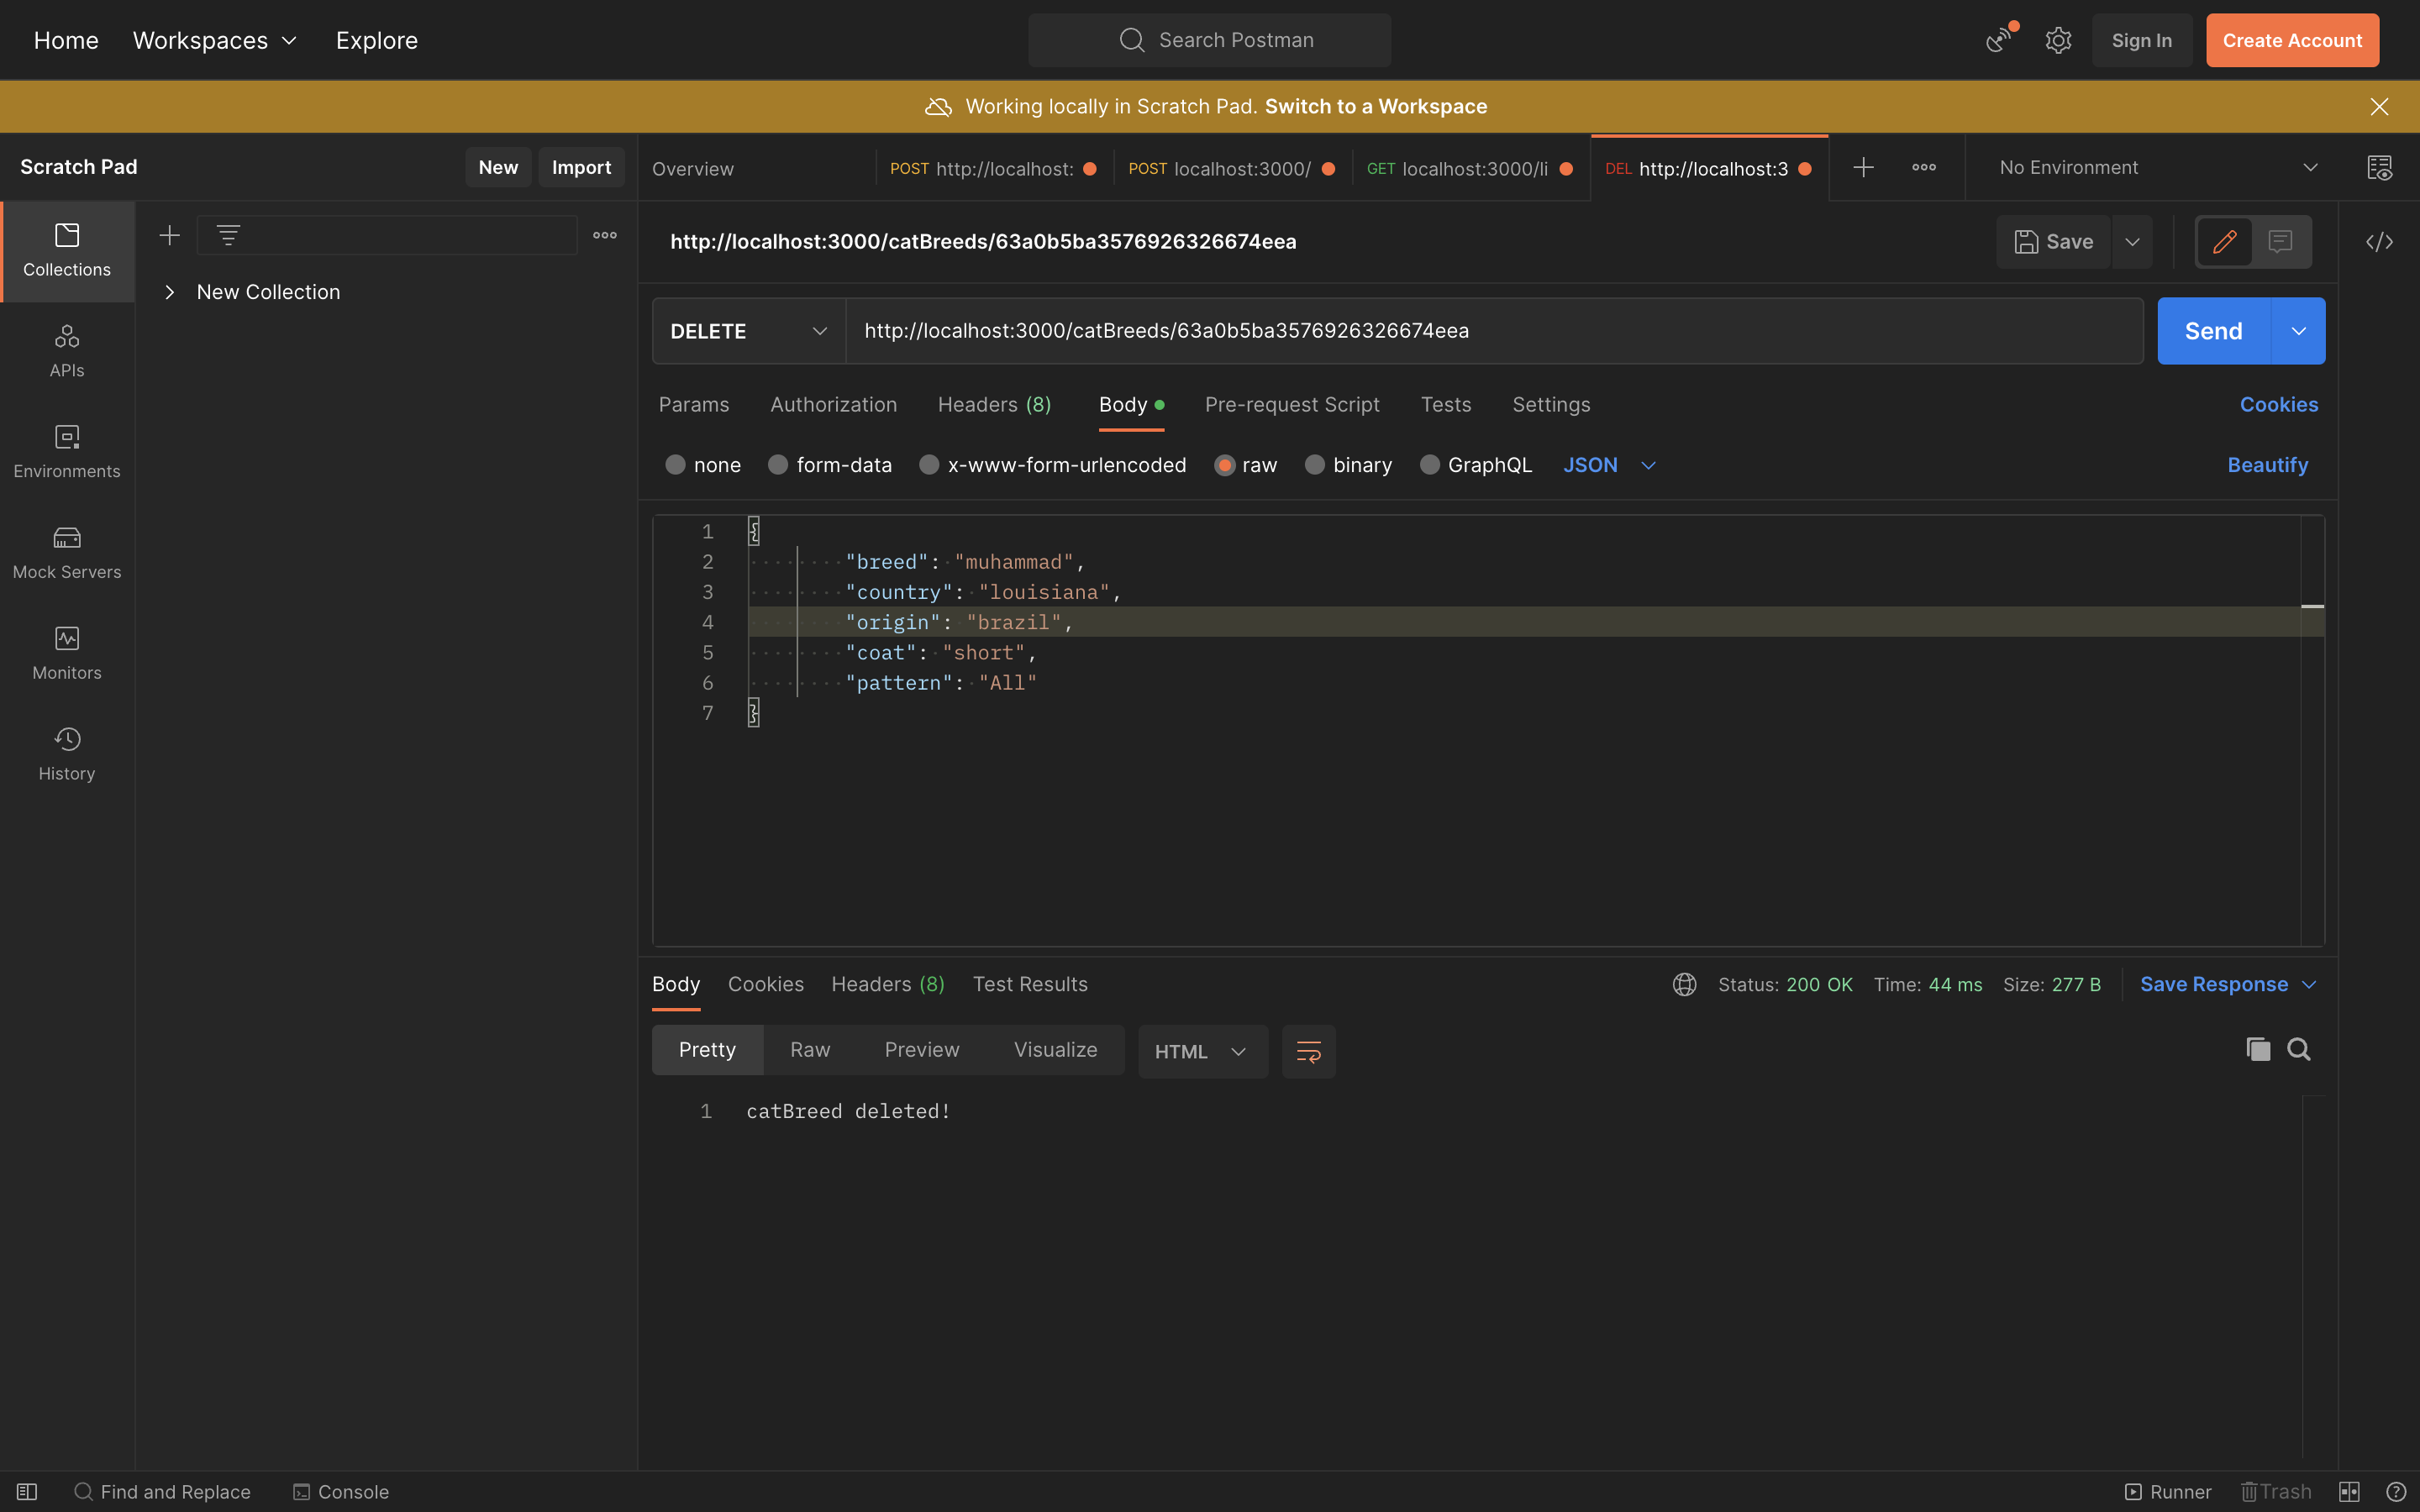 Home Workspaces Explore Search Postman Sign In Create Account
Working locally in Scratch Pad. Switch to a Workspace
Scratch Pad New Import Overview POST http://localhost: POST localhost:3000/ GET localhost:3000/li DEL http://localhost:3 No Environment
Collections
APIs
Environments
Mock Servers
Monitors
History
New Collection
http://localhost:3000/catBreeds/63a0b5ba3576926326674eea Save
DELETE http://localhost:3000/catBreeds/63a0b5ba3576926326674eea Send
Params Authorization Headers (8) Body Pre-request Script Tests Settings Cookies
none form-data x-www-form-urlencoded raw binary GraphQL JSON Beautify
1 {
2 "breed": "muhammad",
3 "country": "louisiana",
4 "origin": "brazil",
5 "coat": "short",
6 "pattern": "All"
7 }
Body Cookies Headers (8) Test Results Status: 200 OK Time: 44 ms Size: 277 B Save Response
Pretty Raw Preview Visualize HTML
1 catBreed deleted!
Find and Replace Console Runner Trash